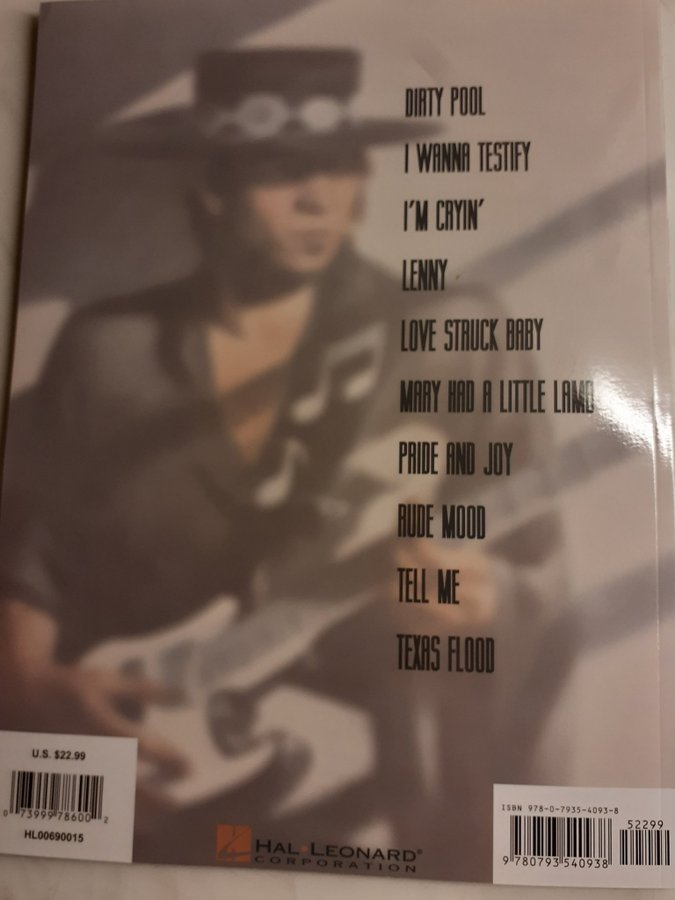 DIRTY POOL
I WANNA TESTIFY
I'M CRYIN'
LENNY
LOVE STRUCK BABY
MARY HAD A LITTLE LAMB
PRIDE AND JOY
RUDE MOOD
TELL ME
TEXAS FLOOD
U.S. $22.99
0 73999 78600 2
HL00690015
HAL•LEONARD®
CORPORATION
ISBN 978-0-7935-4093-8
52299
9 780793 540938